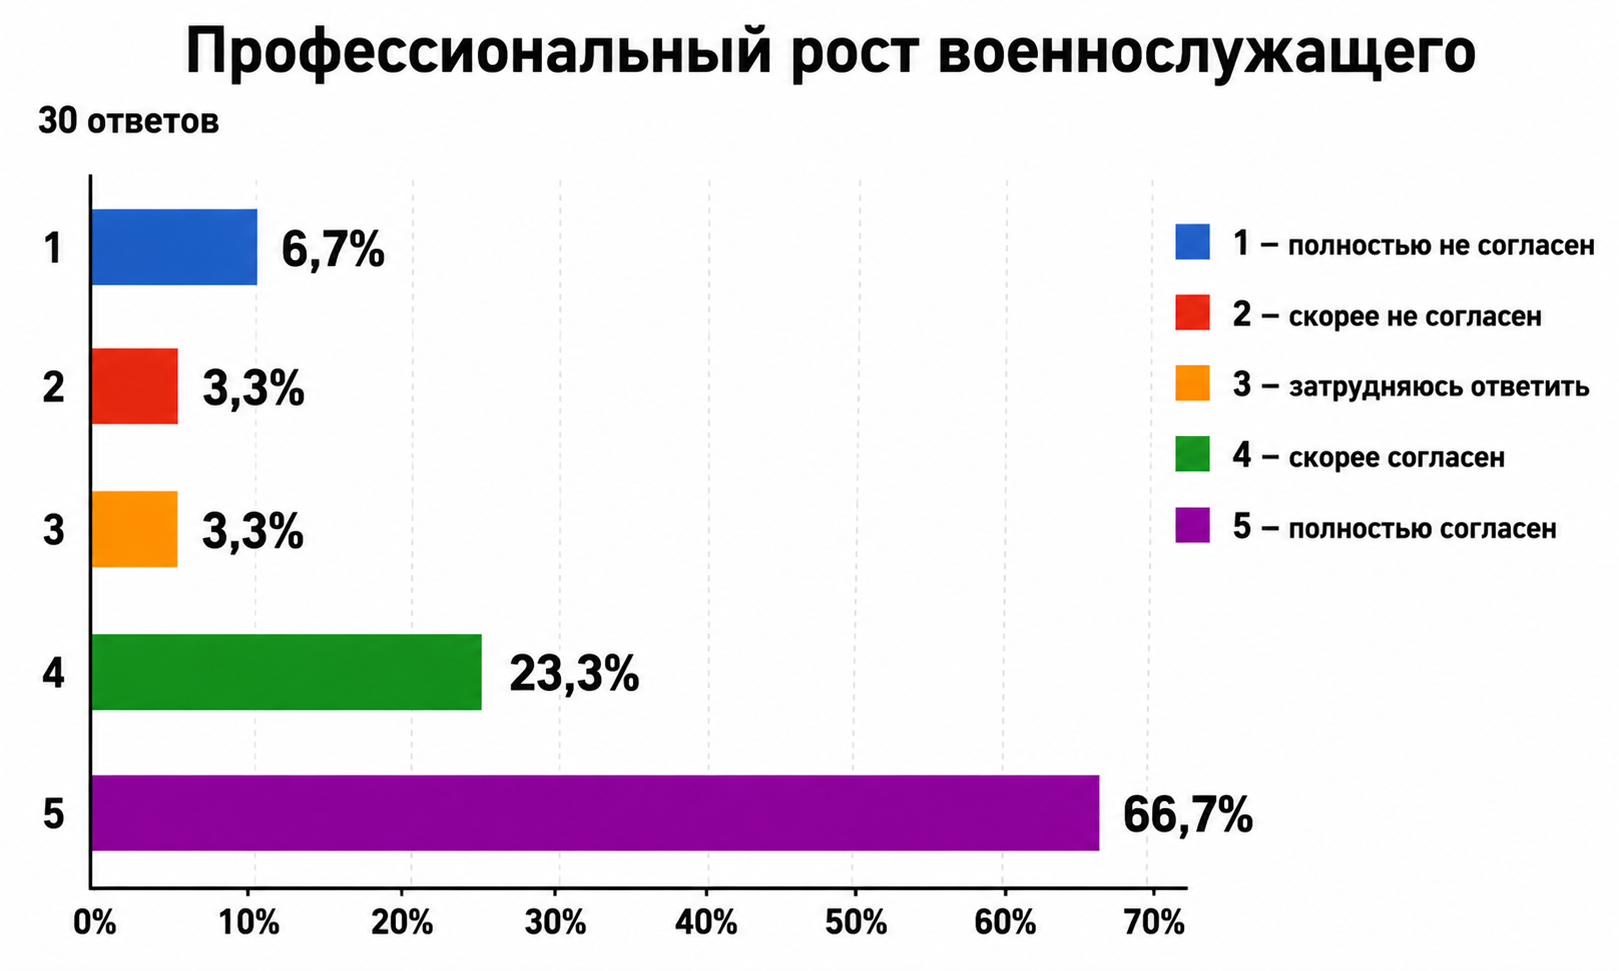 Профессиональный рост военнослужащего
30 ответов
1 6,7%
2 3,3%
3 3,3%
4 23,3%
5 66,7%
0% 10% 20% 30% 40% 50% 60% 70%
1 – полностью не согласен
2 – скорее не согласен
3 – затрудняюсь ответить
4 – скорее согласен
5 – полностью согласен